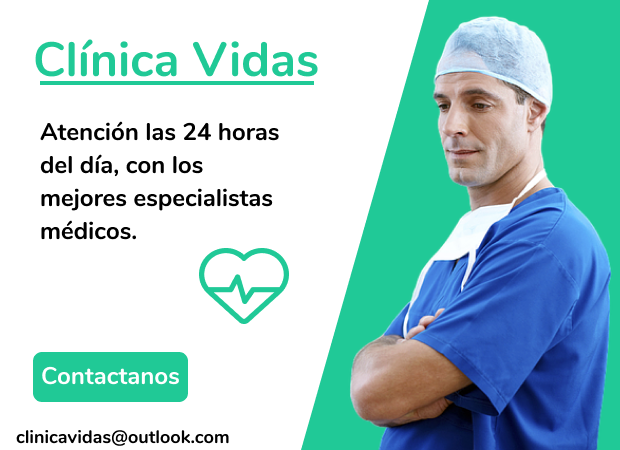 Clínica Vidas
Atención las 24 horas
del día, con los
mejores especialistas
médicos.
Contactanos
clinicavidas@outlook.com